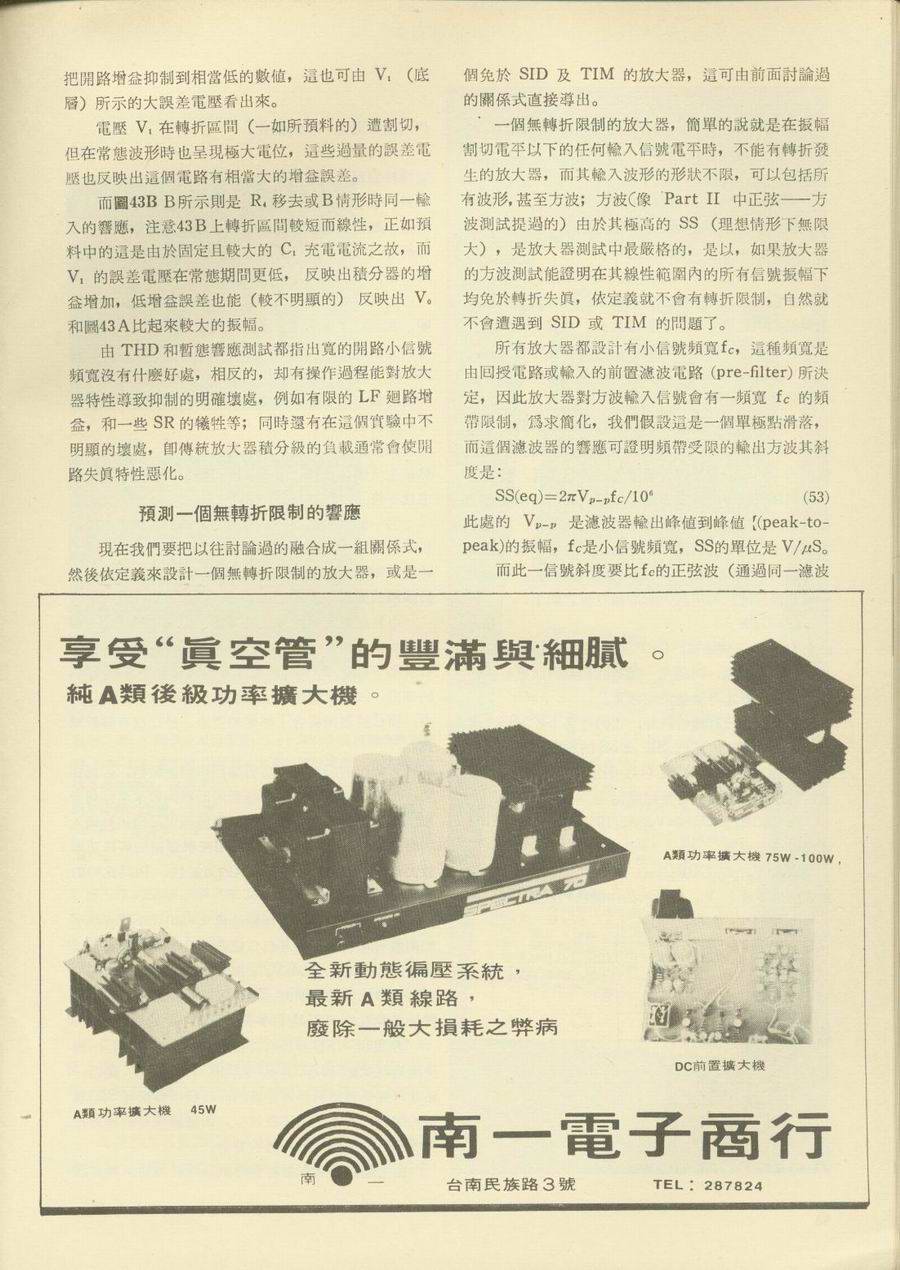 把開路增益抑制到相當低的數值，這也可由 V₁ （底
層）所示的大誤差電壓看出來。
電壓 V₁ 在轉折區間（一如所預料的）遭割切，
但在常態波形時也呈現極大電位，這些過量的誤差電
壓也反映出這個電路有相當大的增益誤差。
而圖43B B所示則是 R₄ 移去或B情形時同一輸
入的響應，注意43B上轉折區間較短而線性，正如預
料中的這是由於固定且較大的 C₁ 充電電流之故，而
V₁ 的誤差電壓在常態期間更低， 反映出積分器的增
益增加，低增益誤差也能（較不明顯的） 反映出 Vₒ
和圖43A比起來較大的振幅。
由 THD和暫態響應測試都指出寬的開路小信號
頻寬沒有什麼好處，相反的，却有操作過程能對放大
器特性導致抑制的明確壞處，例如有限的 LF 廻路增
益，和一些 SR 的犧牲等；同時還有在這個實驗中不
明顯的壞處，卽傳統放大器積分級的負載通常會使開
路失眞特性惡化。
預測一個無轉折限制的響應
現在我們要把以往討論過的融合成一組關係式，
然後依定義來設計一個無轉折限制的放大器，或是一
個免於 SID 及 TIM 的放大器，這可由前面討論過
的關係式直接導出。
一個無轉折限制的放大器，簡單的說就是在振幅
割切電平以下的任何輸入信號電平時，不能有轉折發
生的放大器，而其輸入波形的形狀不限，可以包括所
有波形,甚至方波；方波(像 Part II 中正弦——方
波測試提過的）由於其極高的 SS （理想情形下無限
大），是放大器測試中最嚴格的，是以，如果放大器
的方波測試能證明在其線性範圍內的所有信號振幅下
均免於轉折失眞，依定義就不會有轉折限制，自然就
不會遭遇到 SID 或 TIM 的問題了。
所有放大器都設計有小信號頻寬fc，這種頻寬是
由回授電路或輸入的前置濾波電路 (pre-filter) 所決
定，因此放大器對方波輸入信號會有一頻寬 fc 的頻
帶限制，爲求簡化，我們假設這是一個單極點滑落，
而這個濾波器的響應可證明頻帶受限的輸出方波其斜
度是：
SS(eq)=2πVp-pfc/10⁶ (53)
此處的 Vp-p 是濾波器輸出峰値到峰値【(peak-to-
peak)的振幅，fc是小信號頻寬，SS的單位是 V/μS。
而此一信號斜度要比fc的正弦波（通過同一濾波
享受“眞空管”的豐滿與細膩。
純A類後級功率擴大機。
SPECTRA 70
A類功率擴大機 75W-100W
全新動態偏壓系統，
最新A類線路，
廢除一般大損耗之弊病
DC前置擴大機
A類功率擴大機 45W
南一電子商行
南 一
台南民族路3號 TEL：287824